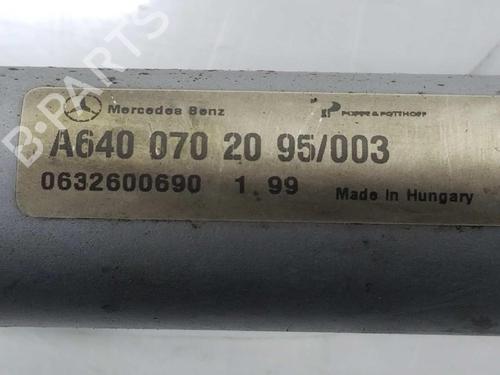 Mercedes Benz
POPPE & POTTHOFF
A640 070 20 95/003
0632600690 1.99
Made in Hungary
B-PARTS